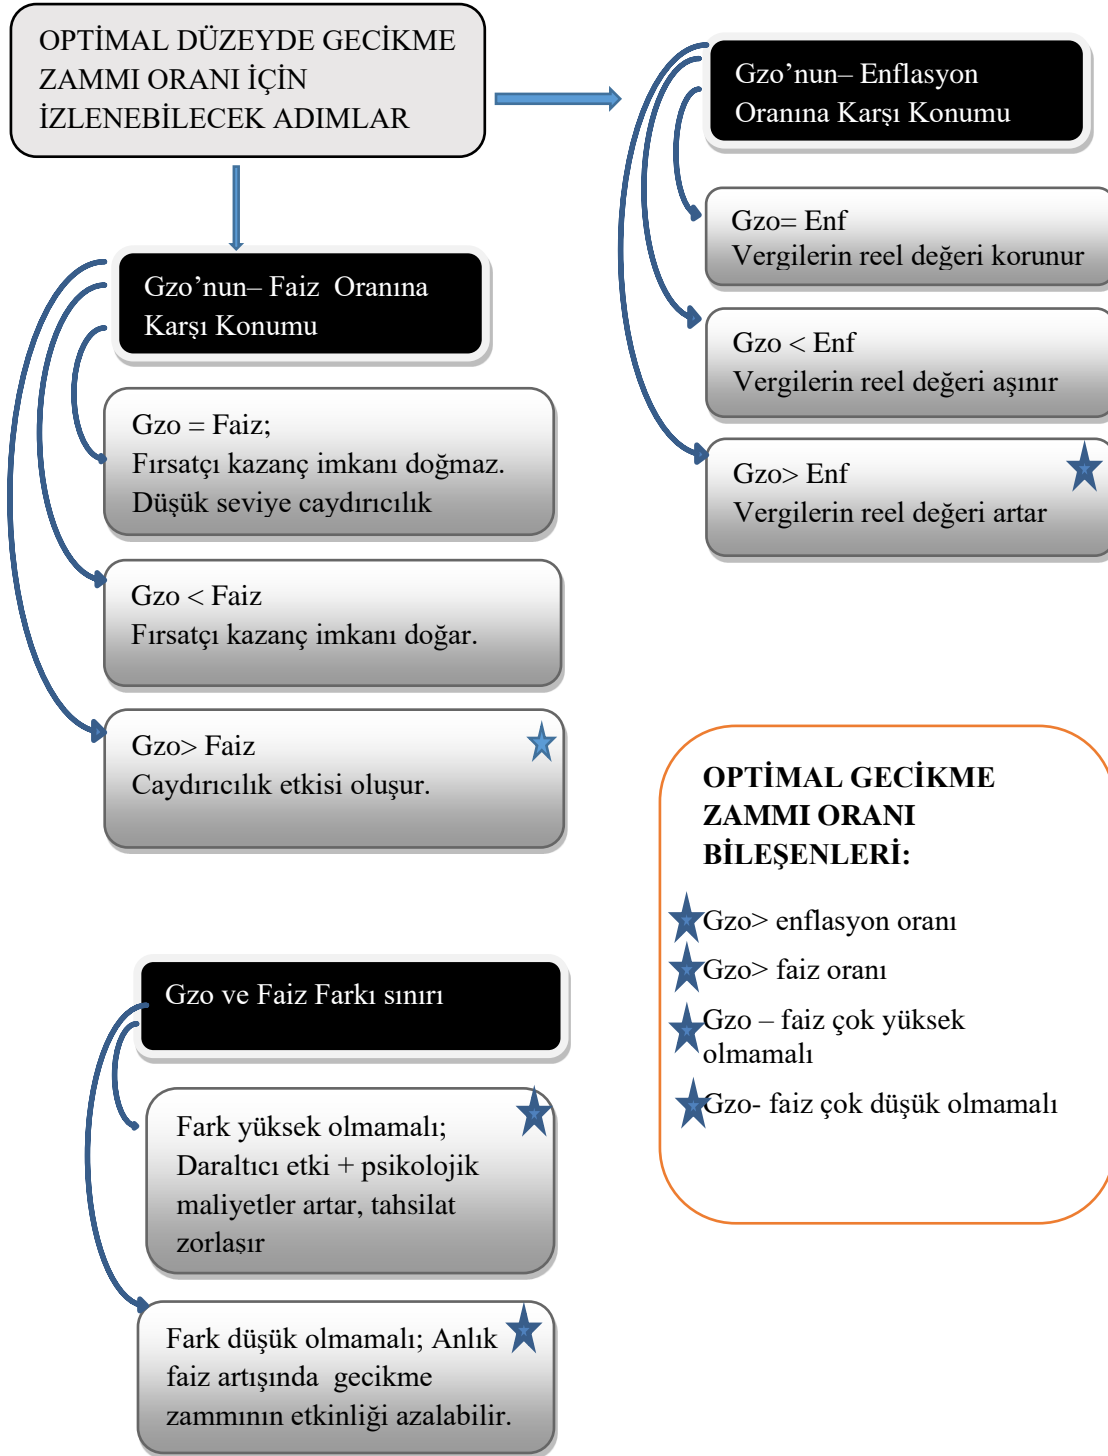 OPTİMAL DÜZEYDE GECİKME
ZAMMI ORANI İÇİN
İZLENEBİLECEK ADIMLAR
Gzo’nun– Enflasyon
Oranına Karşı Konumu
Gzo= Enf
Vergilerin reel değeri korunur
Gzo < Enf
Vergilerin reel değeri aşınır
Gzo> Enf
Vergilerin reel değeri artar
Gzo’nun– Faiz  Oranına
Karşı Konumu
Gzo = Faiz;
Fırsatçı kazanç imkanı doğmaz.
Düşük seviye caydırıcılık
Gzo < Faiz
Fırsatçı kazanç imkanı doğar.
Gzo> Faiz
Caydırıcılık etkisi oluşur.
Gzo ve Faiz Farkı sınırı
Fark yüksek olmamalı;
Daraltıcı etki + psikolojik
maliyetler artar, tahsilat
zorlaşır
Fark düşük olmamalı; Anlık
faiz artışında  gecikme
zammının etkinliği azalabilir.
OPTİMAL GECİKME
ZAMMI ORANI
BİLEŞENLERİ:
Gzo> enflasyon oranı
Gzo> faiz oranı
Gzo – faiz çok yüksek
olmamalı
Gzo- faiz çok düşük olmamalı